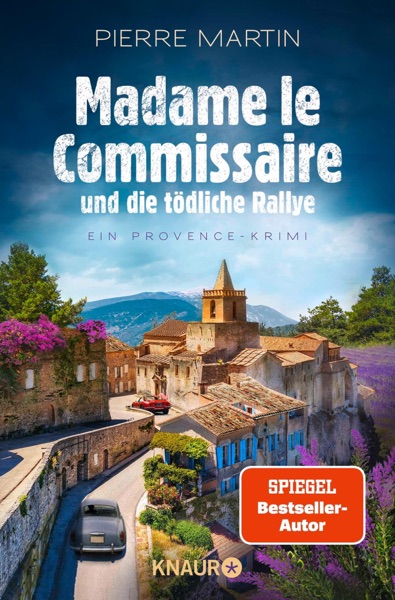 PIERRE MARTIN
Madame le
Commissaire
und die tödliche Rallye
EIN PROVENCE-KRIMI
SPIEGEL
Bestseller-
Autor
KNAUR